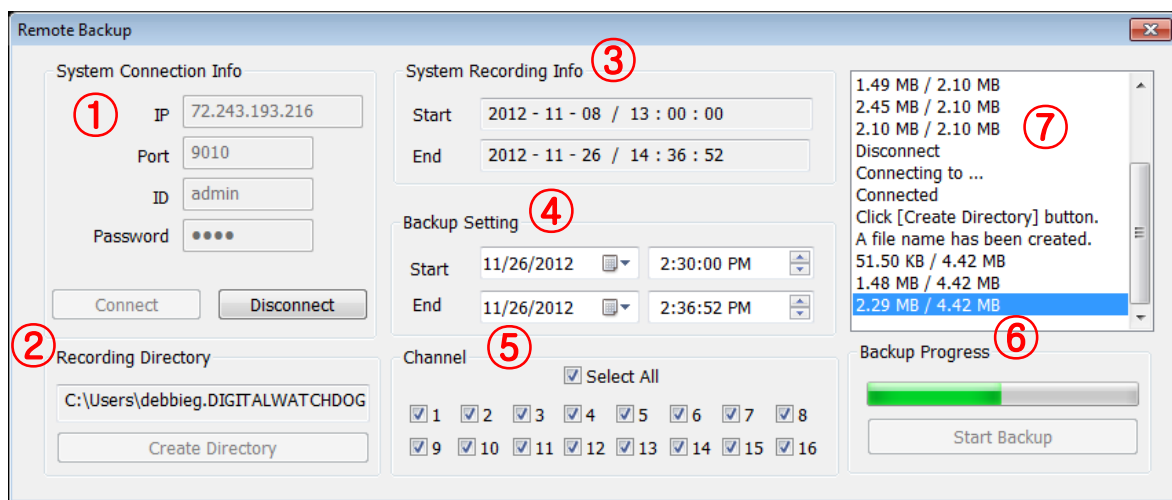 Remote Backup
System Connection Info
①
IP 72.243.193.216
Port 9010
ID admin
Password ●●●●
Connect Disconnect
②
Recording Directory
C:\Users\debbieg.DIGITALWATCHDOG
Create Directory
System Recording Info
③
Start 2012 - 11 - 08 / 13 : 00 : 00
End 2012 - 11 - 26 / 14 : 36 : 52
④
Backup Setting
Start 11/26/2012 2:30:00 PM
End 11/26/2012 2:36:52 PM
⑤
Channel
Select All
1 2 3 4 5 6 7 8
9 10 11 12 13 14 15 16
⑦
1.49 MB / 2.10 MB
2.45 MB / 2.10 MB
2.10 MB / 2.10 MB
Disconnect
Connecting to ...
Connected
Click [Create Directory] button.
A file name has been created.
51.50 KB / 4.42 MB
1.48 MB / 4.42 MB
2.29 MB / 4.42 MB
⑥
Backup Progress
Start Backup